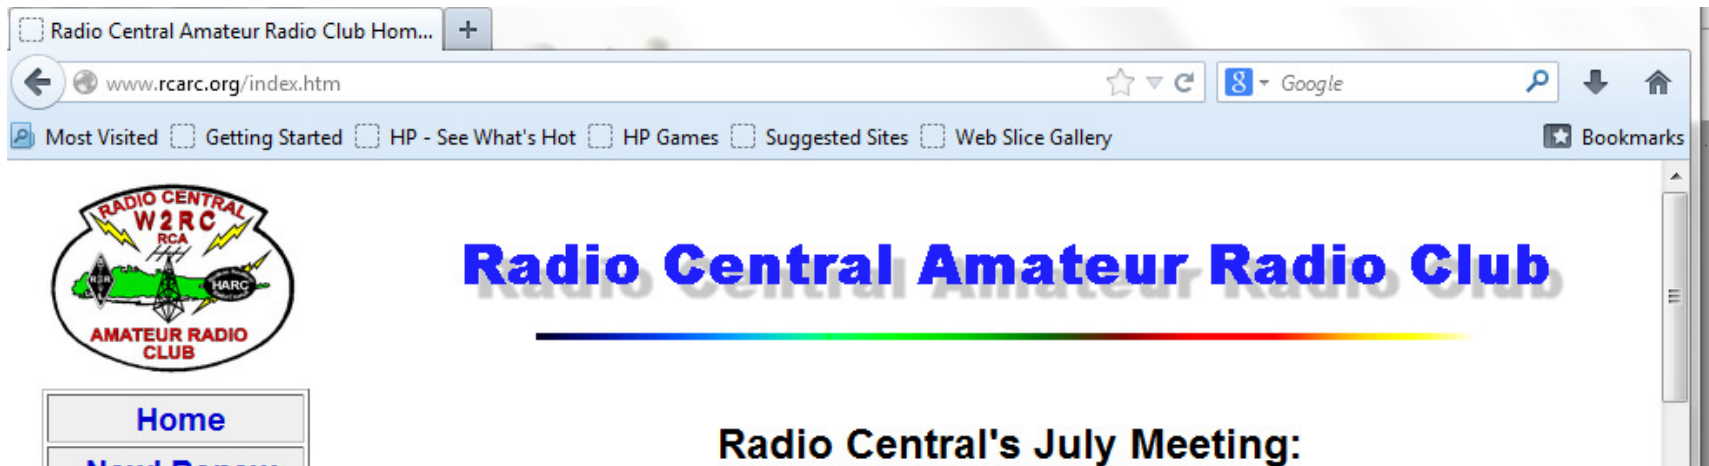 Radio Central Amateur Radio Club Hom...
www.rcarc.org/index.htm
Google
Most Visited Getting Started HP - See What's Hot HP Games Suggested Sites Web Slice Gallery Bookmarks
RADIO CENTRAL
W2RC
RCA
HARC
AMATEUR RADIO
CLUB
Radio Central Amateur Radio Club
Home
Radio Central's July Meeting: